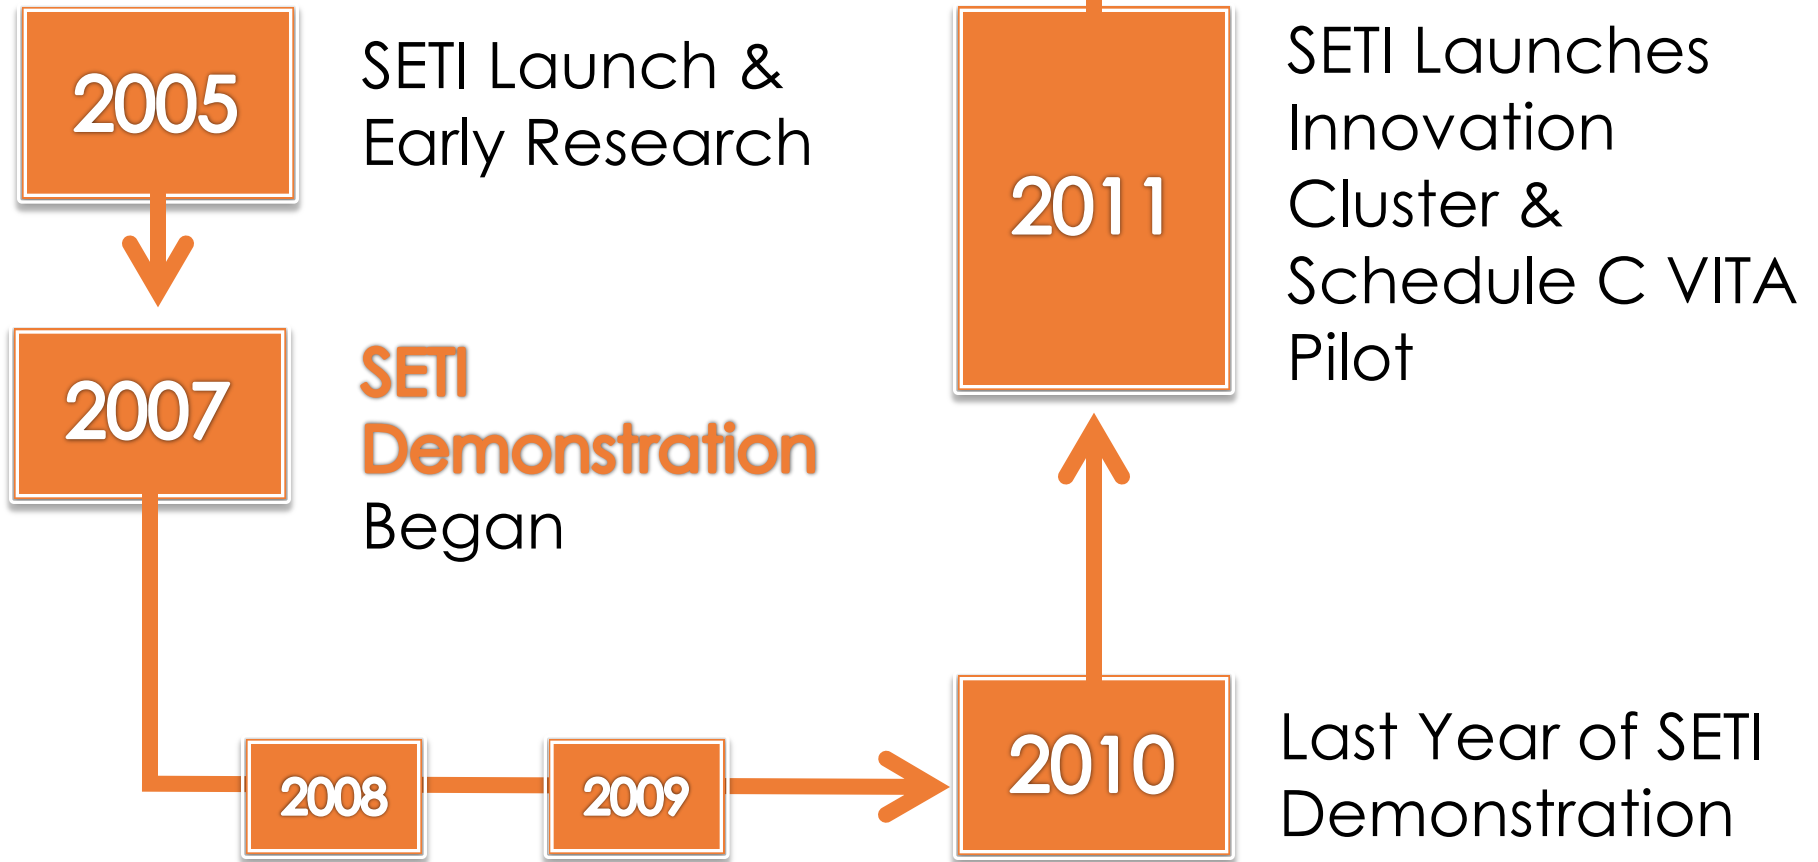 2005
SETI Launch &
Early Research
2007
SETI
Demonstration
Began
2008
2009
2010
Last Year of SETI
Demonstration
2011
SETI Launches
Innovation
Cluster &
Schedule C VITA
Pilot